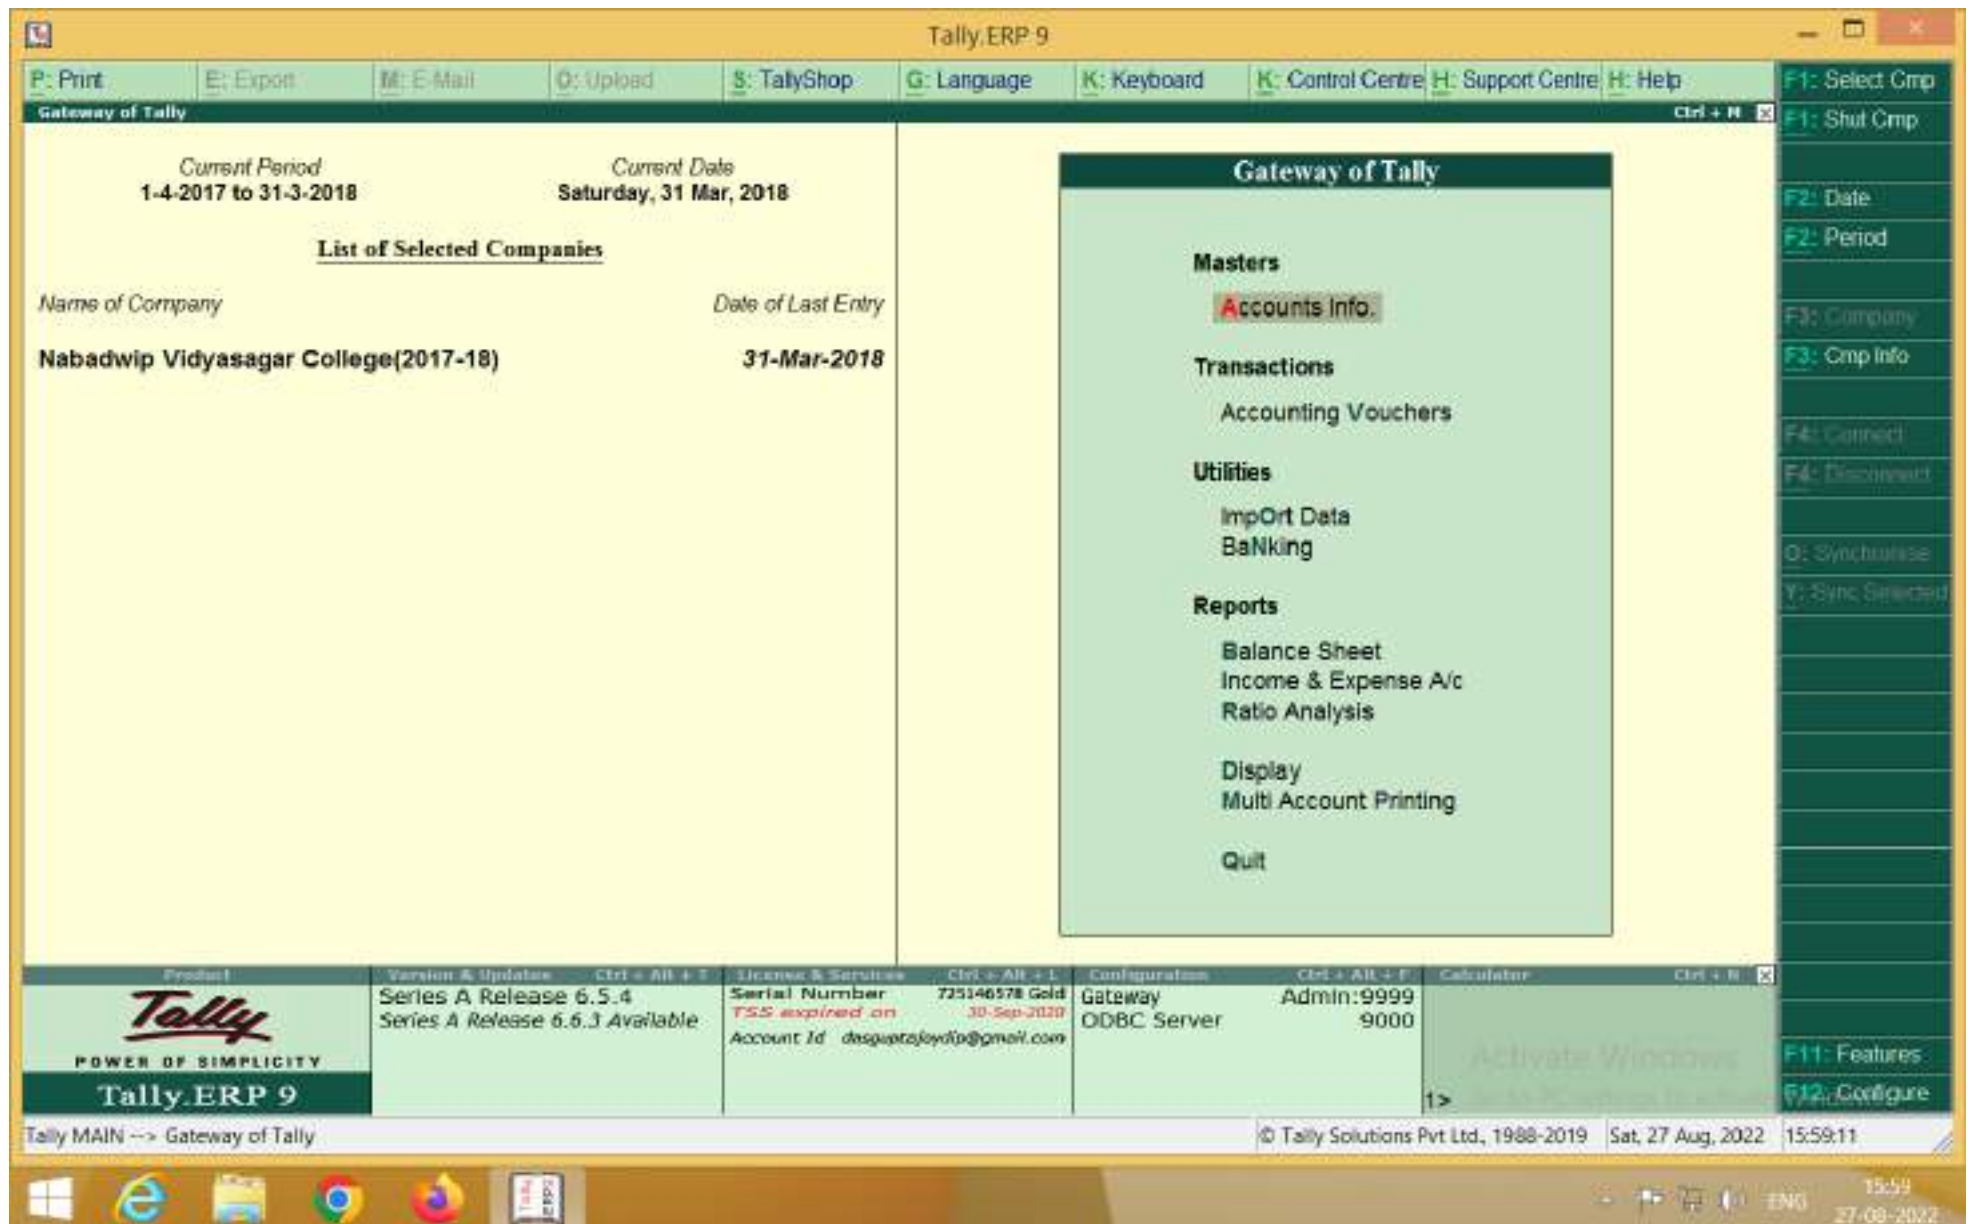 Tally.ERP 9
P: Print E: Export M: E-Mail O: Upload S: TallyShop G: Language K: Keyboard K: Control Centre H: Support Centre H: Help
Gateway of Tally Ctrl + M
Current Period Current Date
1-4-2017 to 31-3-2018 Saturday, 31 Mar, 2018
List of Selected Companies
Name of Company Date of Last Entry
Nabadwip Vidyasagar College(2017-18) 31-Mar-2018
Gateway of Tally
Masters
Accounts Info.
Transactions
Accounting Vouchers
Utilities
ImpOrt Data
BaNking
Reports
Balance Sheet
Income & Expense A/c
Ratio Analysis
Display
Multi Account Printing
Quit
F1: Select Cmp
F1: Shut Cmp
F2: Date
F2: Period
F3: Company
F3: Cmp Info
F4: Connect
F4: Disconnect
O: Synchronise
Y: Sync Selected
F11: Features
F12: Configure
Product
Tally
POWER OF SIMPLICITY
Tally.ERP 9
Version & Updates Ctrl + Alt + T
Series A Release 6.5.4
Series A Release 6.6.3 Available
License & Services Ctrl + Alt + L
Serial Number 725146578 Gold
TSS expired on 30-Sep-2020
Account Id dasguptajoydip@gmail.com
Configuration Ctrl + Alt + F
Gateway Admin:9999
ODBC Server 9000
Calculator Ctrl + N
1>
Activate Windows
Tally MAIN --> Gateway of Tally © Tally Solutions Pvt Ltd., 1988-2019 Sat, 27 Aug, 2022 15:59:11
ENG 15:59
27-08-2022